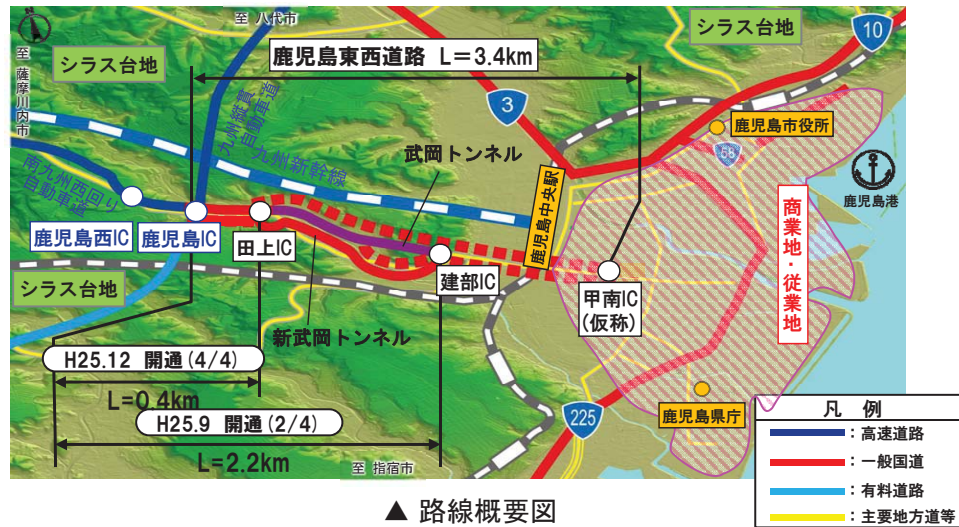 至 八代市
シラス台地
鹿児島東西道路 L=3.4km
シラス台地
10
至 薩摩川内市
3
九州縦貫
自動車道
九州新幹線
武岡トンネル
鹿児島市役所
58
鹿児島港
南九州西回り
自動車道
鹿児島中央駅
商業地・従業地
鹿児島西IC
鹿児島IC
田上IC
建部IC
甲南IC
(仮称)
シラス台地
新武岡トンネル
H25.12 開通(4/4)
L=0.4km
H25.9 開通(2/4)
L=2.2km
至 指宿市
225
鹿児島県庁
凡 例
:高速道路
:一般国道
:有料道路
:主要地方道等
▲ 路線概要図